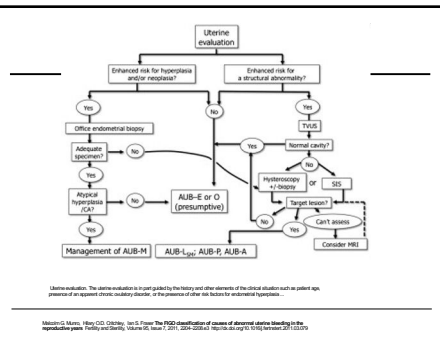 Uterine
evaluation
Enhanced risk for hyperplasia
and/or neoplasia?
Enhanced risk for
a structural abnormality?
Yes
No
Yes
Office endometrial biopsy
TVUS
Adequate
specimen?
No
Yes
Normal cavity?
Yes
No
Hysteroscopy
+/-biopsy
or
SIS
Atypical
hyperplasia
/CA?
No
AUB–E or O
(presumptive)
No
Target lesion?
Yes
Yes
Can't assess
Management of AUB-M
AUB-LSM; AUB-P, AUB-A
Consider MRI
Uterine evaluation. The uterine evaluation is in part guided by the history and other elements of the clinical situation such as patient age,
presence of an apparent chronic ovulatory disorder, or the presence of other risk factors for endometrial hyperplasia ...
Malcolm G. Munro, Hilary O.D. Critchley, Ian S. Fraser The FIGO classification of causes of abnormal uterine bleeding in the
reproductive years Fertility and Sterility, Volume 95, Issue 7, 2011, 2204–2208.e3 http://dx.doi.org/10.1016/j.fertnstert.2011.03.079